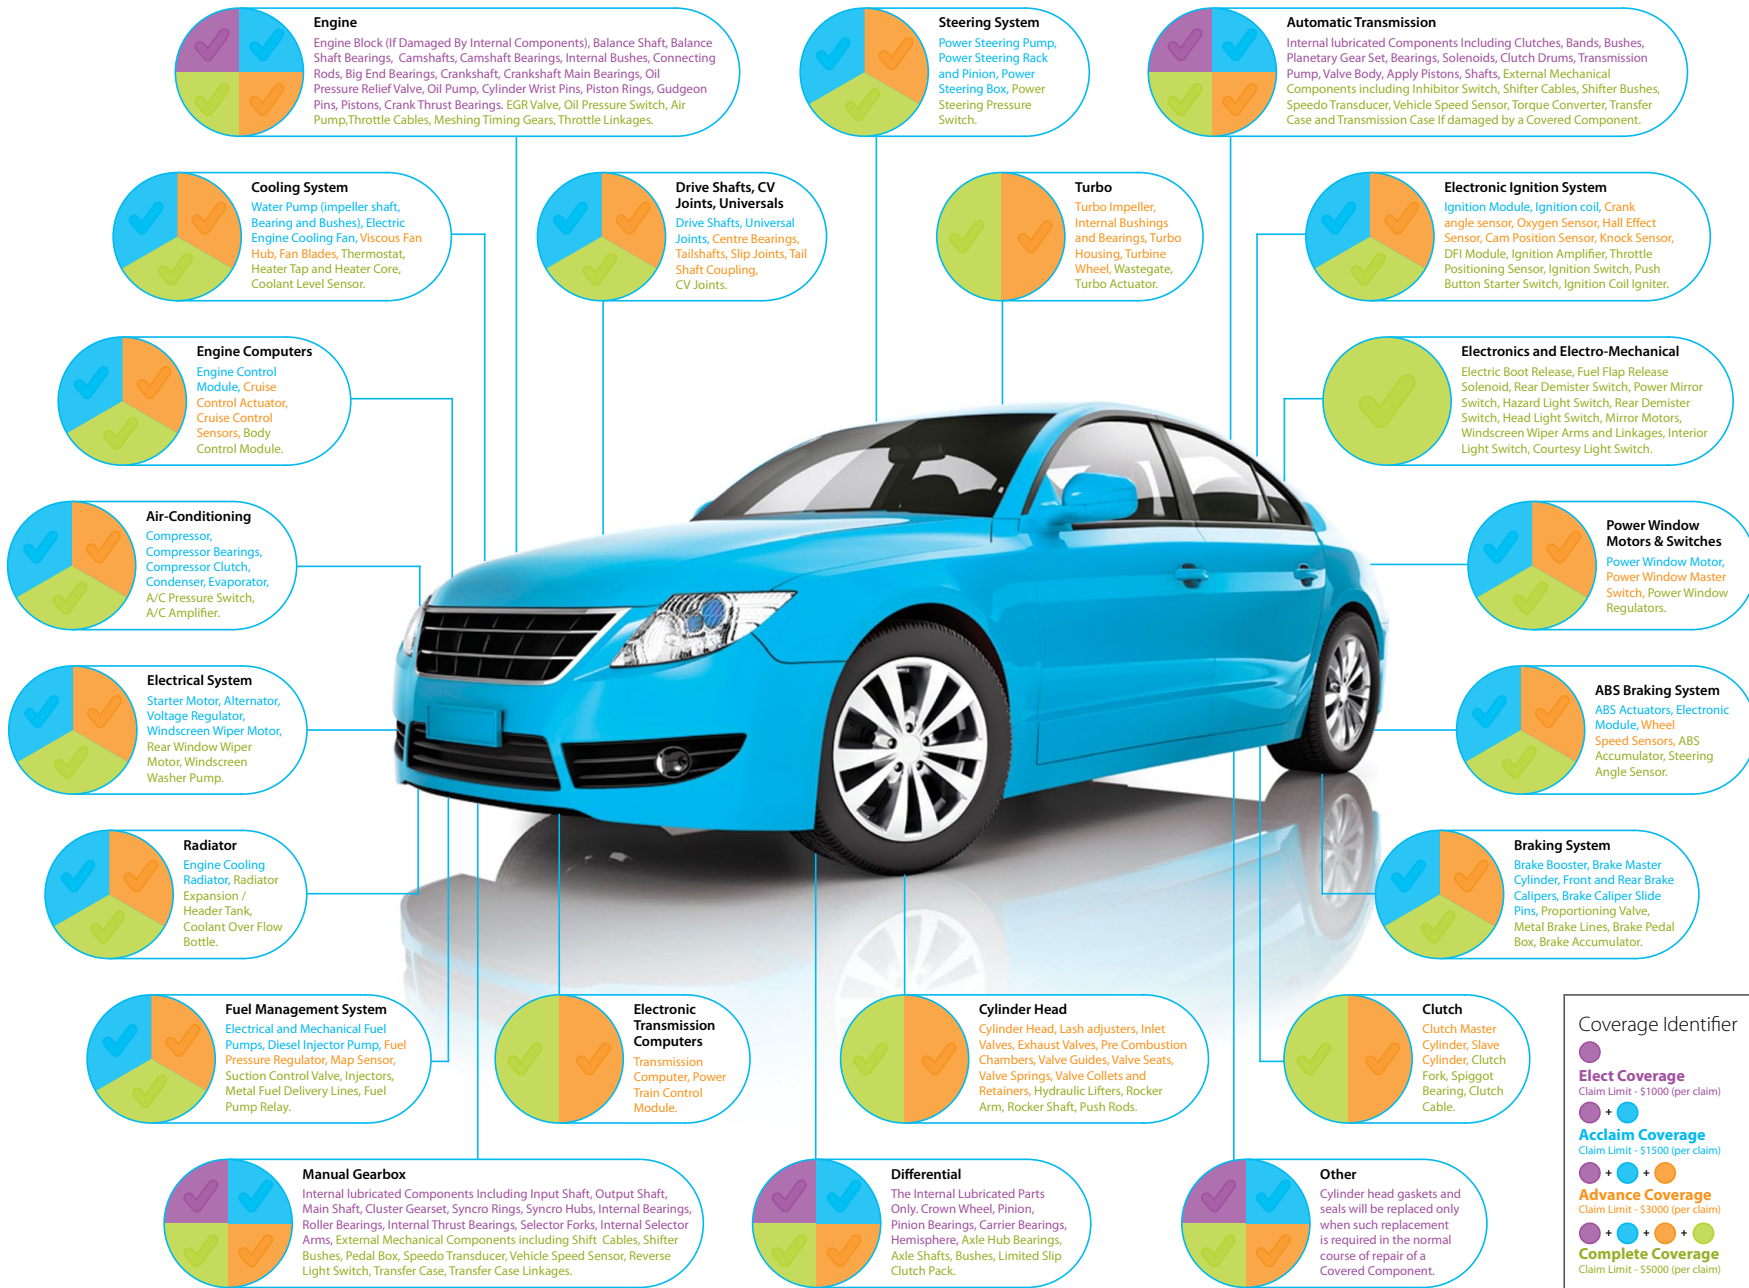 Engine
Engine Block (If Damaged By Internal Components), Balance Shaft, Balance
Shaft Bearings, Camshafts, Camshaft Bearings, Internal Bushes, Connecting
Rods, Big End Bearings, Crankshaft, Crankshaft Main Bearings, Oil
Pressure Relief Valve, Oil Pump, Cylinder Wrist Pins, Piston Rings, Gudgeon
Pins, Pistons, Crank Thrust Bearings. EGR Valve, Oil Pressure Switch, Air
Pump,Throttle Cables, Meshing Timing Gears, Throttle Linkages.
Steering System
Power Steering Pump,
Power Steering Rack
and Pinion, Power
Steering Box, Power
Steering Pressure
Switch.
Automatic Transmission
Internal lubricated Components Including Clutches, Bands, Bushes,
Planetary Gear Set, Bearings, Solenoids, Clutch Drums, Transmission
Pump, Valve Body, Apply Pistons, Shafts, External Mechanical
Components including Inhibitor Switch, Shifter Cables, Shifter Bushes,
Speedo Transducer, Vehicle Speed Sensor, Torque Converter, Transfer
Case and Transmission Case If damaged by a Covered Component.
Cooling System
Water Pump (impeller shaft,
Bearing and Bushes), Electric
Engine Cooling Fan, Viscous Fan
Hub, Fan Blades, Thermostat,
Heater Tap and Heater Core,
Coolant Level Sensor.
Drive Shafts, CV
Joints, Universals
Drive Shafts, Universal
Joints, Centre Bearings,
Tailshafts, Slip Joints, Tail
Shaft Coupling,
CV Joints.
Turbo
Turbo Impeller,
Internal Bushings
and Bearings, Turbo
Housing, Turbine
Wheel, Wastegate,
Turbo Actuator.
Electronic Ignition System
Ignition Module, Ignition coil, Crank
angle sensor, Oxygen Sensor, Hall Effect
Sensor, Cam Position Sensor, Knock Sensor,
DFI Module, Ignition Amplifier, Throttle
Positioning Sensor, Ignition Switch, Push
Button Starter Switch, Ignition Coil Igniter.
Engine Computers
Engine Control
Module, Cruise
Control Actuator,
Cruise Control
Sensors, Body
Control Module.
Electronics and Electro-Mechanical
Electric Boot Release, Fuel Flap Release
Solenoid, Rear Demister Switch, Power Mirror
Switch, Hazard Light Switch, Rear Demister
Switch, Head Light Switch, Mirror Motors,
Windscreen Wiper Arms and Linkages, Interior
Light Switch, Courtesy Light Switch.
Air-Conditioning
Compressor,
Compressor Bearings,
Compressor Clutch,
Condenser, Evaporator,
A/C Pressure Switch,
A/C Amplifier.
Power Window
Motors & Switches
Power Window Motor,
Power Window Master
Switch, Power Window
Regulators.
Electrical System
Starter Motor, Alternator,
Voltage Regulator,
Windscreen Wiper Motor,
Rear Window Wiper
Motor, Windscreen
Washer Pump.
ABS Braking System
ABS Actuators, Electronic
Module, Wheel
Speed Sensors, ABS
Accumulator, Steering
Angle Sensor.
Radiator
Engine Cooling
Radiator, Radiator
Expansion /
Header Tank,
Coolant Over Flow
Bottle.
Braking System
Brake Booster, Brake Master
Cylinder, Front and Rear Brake
Calipers, Brake Caliper Slide
Pins, Proportioning Valve,
Metal Brake Lines, Brake Pedal
Box, Brake Accumulator.
Fuel Management System
Electrical and Mechanical Fuel
Pumps, Diesel Injector Pump, Fuel
Pressure Regulator, Map Sensor,
Suction Control Valve, Injectors,
Metal Fuel Delivery Lines, Fuel
Pump Relay.
Electronic
Transmission
Computers
Transmission
Computer, Power
Train Control
Module.
Cylinder Head
Cylinder Head, Lash adjusters, Inlet
Valves, Exhaust Valves, Pre Combustion
Chambers, Valve Guides, Valve Seats,
Valve Springs, Valve Collets and
Retainers, Hydraulic Lifters, Rocker
Arm, Rocker Shaft, Push Rods.
Clutch
Clutch Master
Cylinder, Slave
Cylinder, Clutch
Fork, Spiggot
Bearing, Clutch
Cable.
Manual Gearbox
Internal lubricated Components Including Input Shaft, Output Shaft,
Main Shaft, Cluster Gearset, Syncro Rings, Syncro Hubs, Internal Bearings,
Roller Bearings, Internal Thrust Bearings, Selector Forks, Internal Selector
Arms, External Mechanical Components including Shift Cables, Shifter
Bushes, Pedal Box, Speedo Transducer, Vehicle Speed Sensor, Reverse
Light Switch, Transfer Case, Transfer Case Linkages.
Differential
The Internal Lubricated Parts
Only. Crown Wheel, Pinion,
Pinion Bearings, Carrier Bearings,
Hemisphere, Axle Hub Bearings,
Axle Shafts, Bushes, Limited Slip
Clutch Pack.
Other
Cylinder head gaskets and
seals will be replaced only
when such replacement
is required in the normal
course of repair of a
Covered Component.
Coverage Identifier
Elect Coverage
Claim Limit - $1000 (per claim)
+
Acclaim Coverage
Claim Limit - $1500 (per claim)
+ +
Advance Coverage
Claim Limit - $3000 (per claim)
+ + +
Complete Coverage
Claim Limit - $5000 (per claim)